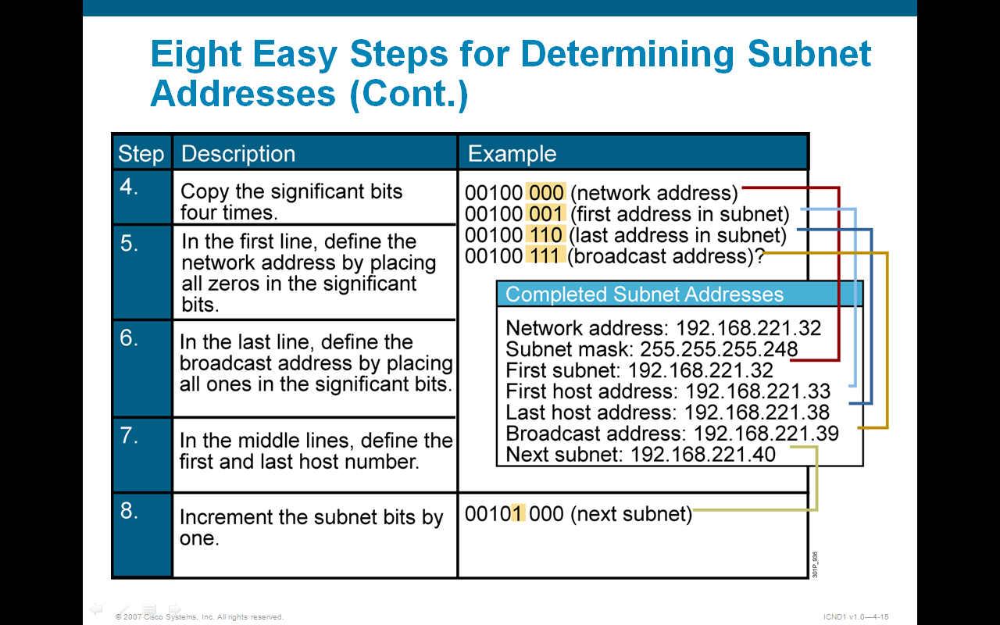 Eight Easy Steps for Determining Subnet
Addresses (Cont.)
Step
Description
Example
4.
Copy the significant bits
four times.
00100 000 (network address)
00100 001 (first address in subnet)
00100 110 (last address in subnet)
00100 111 (broadcast address)?
5.
In the first line, define the
network address by placing
all zeros in the significant
bits.
6.
In the last line, define the
broadcast address by placing
all ones in the significant bits.
7.
In the middle lines, define the
first and last host number.
Completed Subnet Addresses
Network address: 192.168.221.32
Subnet mask: 255.255.255.248
First subnet: 192.168.221.32
First host address: 192.168.221.33
Last host address: 192.168.221.38
Broadcast address: 192.168.221.39
Next subnet: 192.168.221.40
8.
Increment the subnet bits by
one.
00101 000 (next subnet)
301P_936
© 2007 Cisco Systems, Inc. All rights reserved.
ICND1 v1.0—4-15